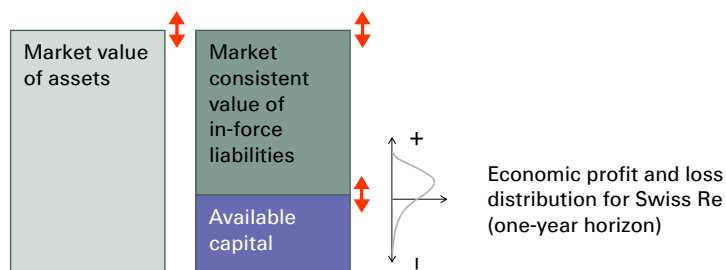 Market value
of assets
Market
consistent
value of
in-force
liabilities
Available
capital
+
Economic profit and loss
distribution for Swiss Re
(one-year horizon)
–